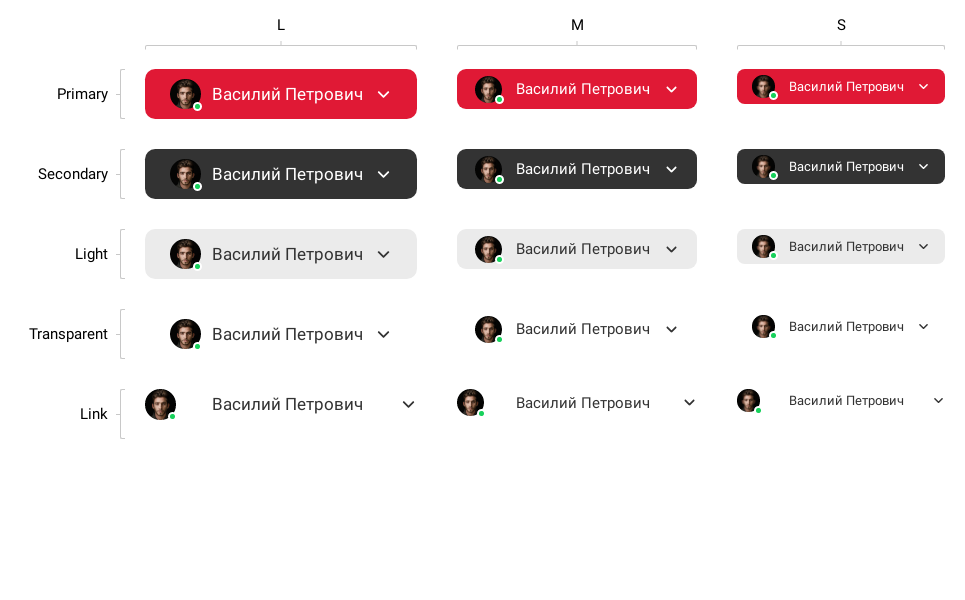 L M S
Primary Василий Петрович Василий Петрович Василий Петрович
Secondary Василий Петрович Василий Петрович Василий Петрович
Light Василий Петрович Василий Петрович Василий Петрович
Transparent Василий Петрович Василий Петрович Василий Петрович
Link Василий Петрович Василий Петрович Василий Петрович